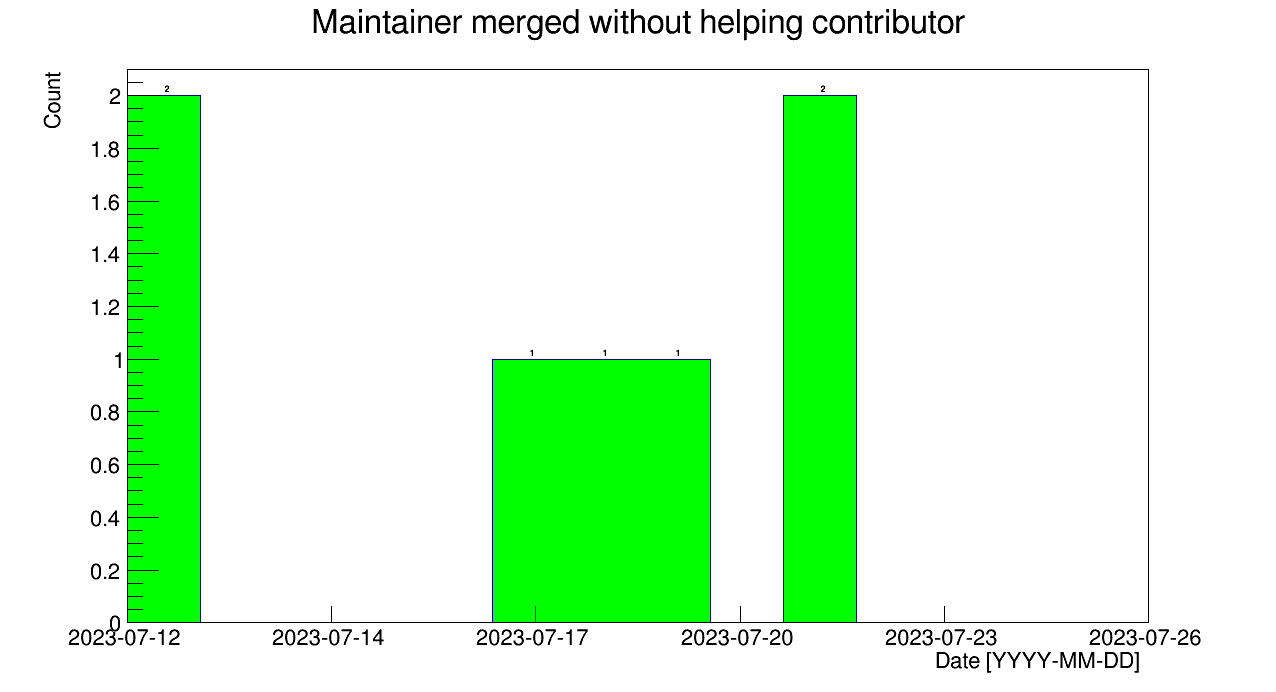 Maintainer merged without helping contributor
Count
2
1.8
1.6
1.4
1.2
1
0.8
0.6
0.4
0.2
0
2
1 1 1
2
2023-07-12 2023-07-14 2023-07-17 2023-07-20 2023-07-23 2023-07-26
Date [YYYY-MM-DD]